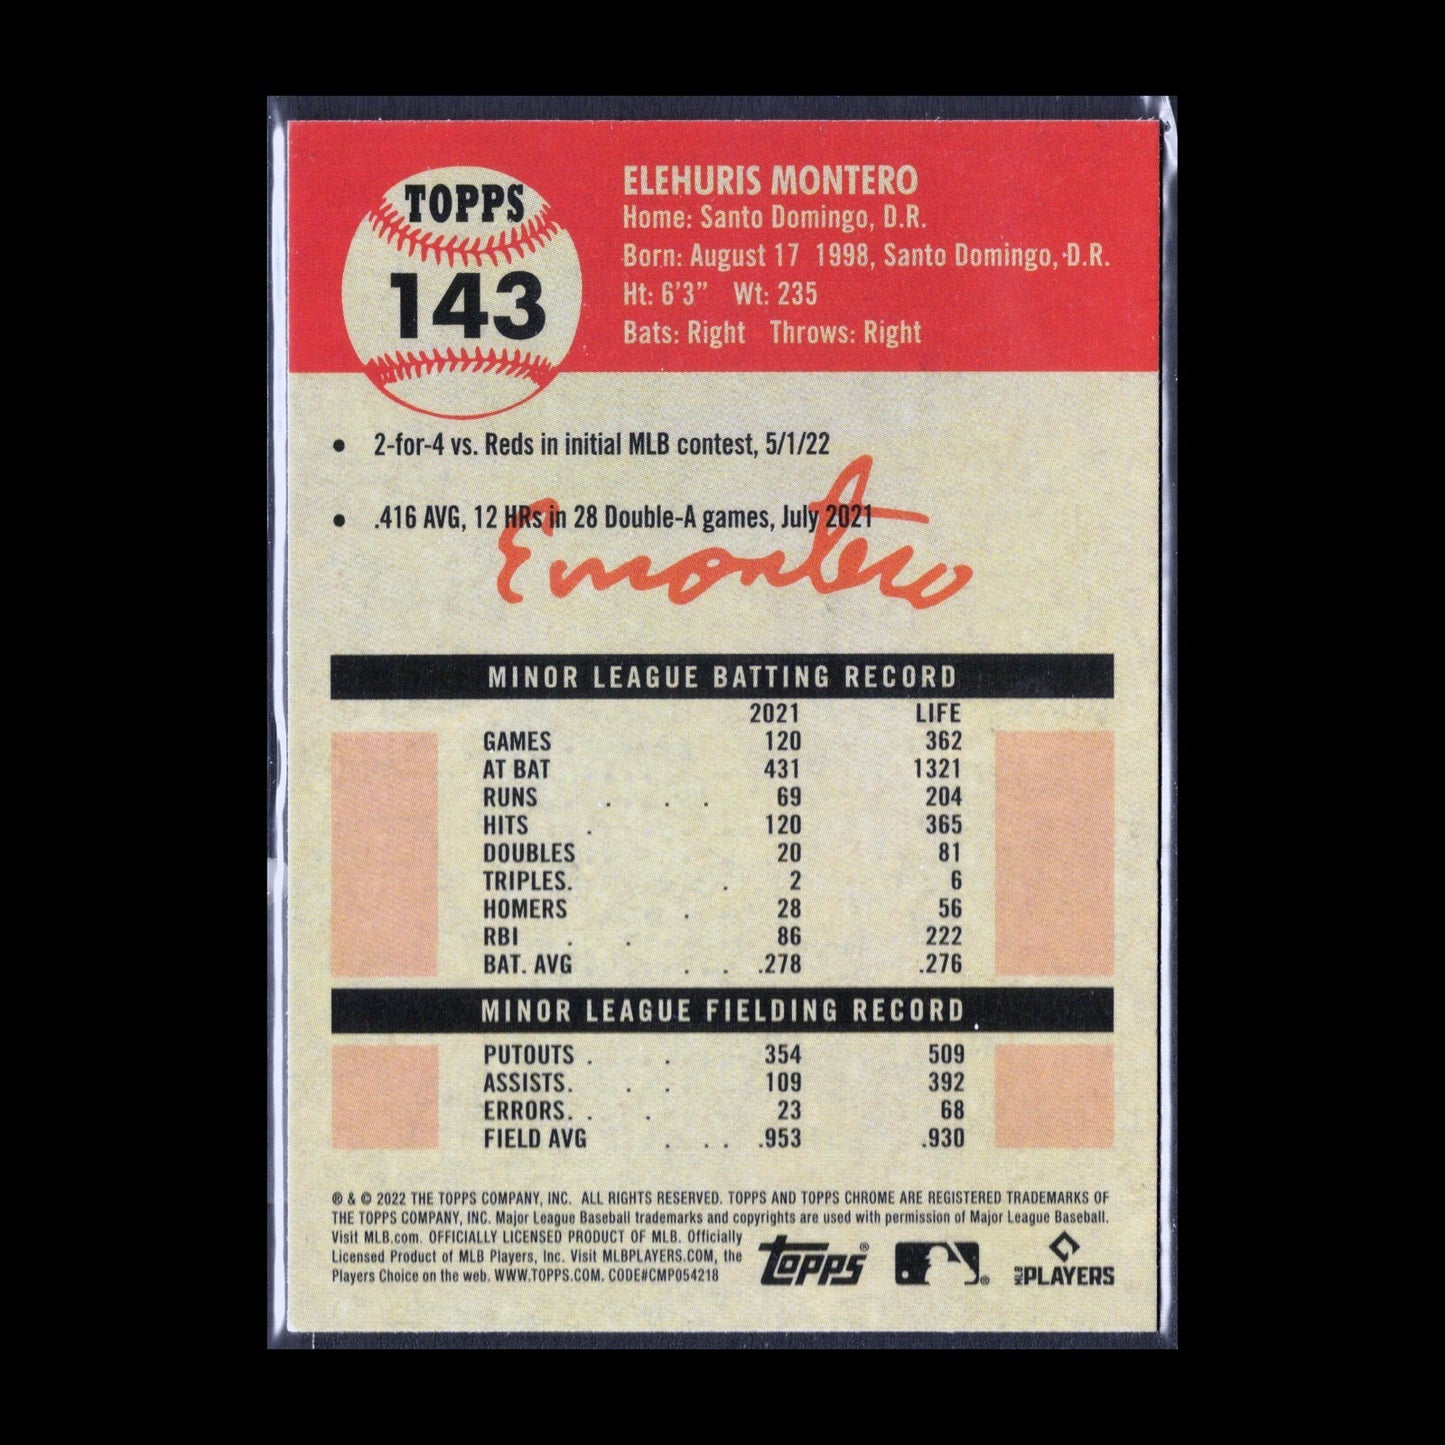 TOPPS
143
ELEHURIS MONTERO
Home: Santo Domingo, D.R.
Born: August 17 1998, Santo Domingo, D.R.
Ht: 6'3" Wt: 235
Bats: Right Throws: Right
• 2-for-4 vs. Reds in initial MLB contest, 5/1/22
• .416 AVG, 12 HRs in 28 Double-A games, July 2021
Emontero
MINOR LEAGUE BATTING RECORD
2021 LIFE
GAMES 120 362
AT BAT 431 1321
RUNS . . . 69 204
HITS . 120 365
DOUBLES 20 81
TRIPLES. . 2 6
HOMERS . 28 56
RBI . . 86 222
BAT. AVG . . .278 .276
MINOR LEAGUE FIELDING RECORD
PUTOUTS . . 354 509
ASSISTS. . . 109 392
ERRORS. . . 23 68
FIELD AVG . . . .953 .930
® & © 2022 THE TOPPS COMPANY, INC. ALL RIGHTS RESERVED. TOPPS AND TOPPS CHROME ARE REGISTERED TRADEMARKS OF
THE TOPPS COMPANY, INC. Major League Baseball trademarks and copyrights are used with permission of Major League Baseball.
Visit MLB.com. OFFICIALLY LICENSED PRODUCT OF MLB. Officially
Licensed Product of MLB Players, Inc. Visit MLBPLAYERS.COM, the
Players Choice on the web. WWW.TOPPS.COM. CODE#CMP054218
topps® ® MLB PLAYERS